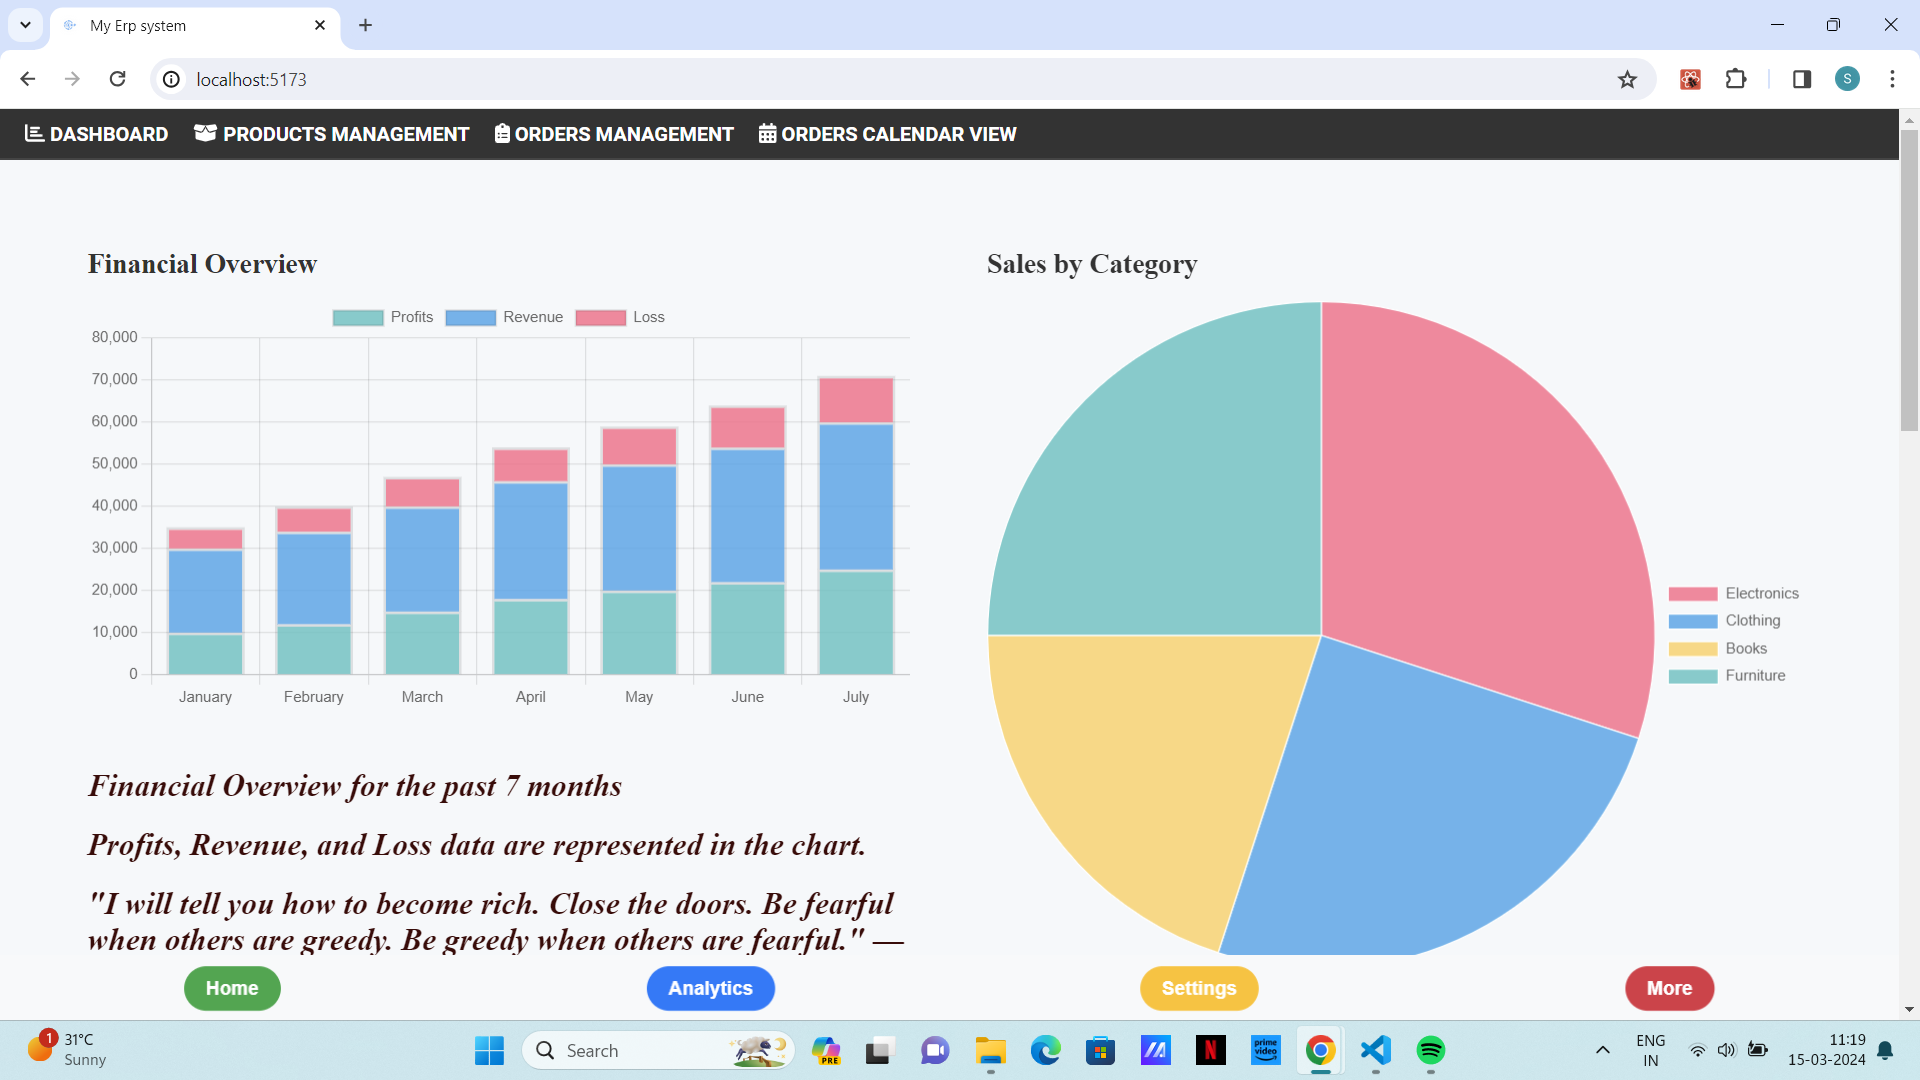 My Erp system
localhost:5173
S
DASHBOARD PRODUCTS MANAGEMENT ORDERS MANAGEMENT ORDERS CALENDAR VIEW
Financial Overview
Profits Revenue Loss
80,000
70,000
60,000
50,000
40,000
30,000
20,000
10,000
0
January February March April May June July
Sales by Category
Electronics
Clothing
Books
Furniture
Financial Overview for the past 7 months
Profits, Revenue, and Loss data are represented in the chart.
"I will tell you how to become rich. Close the doors. Be fearful
when others are greedy. Be greedy when others are fearful." —
Home Analytics Settings More
1
31°C
Sunny
Search
PRE
N
prime
video
ENG
IN
11:19
15-03-2024